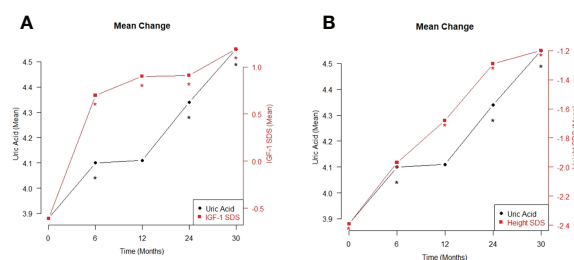 A
Mean Change
Uric Acid (Mean)
4.5
4.4
4.3
4.2
4.1
4.0
3.9
1.0
0.5
0.0
-0.5
IGF-1 SDS (Mean)
Uric Acid
IGF-1 SDS
0 6 12 24 30
Time (Months)
B
Mean Change
Uric Acid (Mean)
4.5
4.4
4.3
4.2
4.1
4.0
3.9
-1.2
-1.4
-1.6
-1.8
-2.0
-2.2
-2.4
SDS (Mean
Uric Acid
Height SDS
0 6 12 24 30
Time (Months)